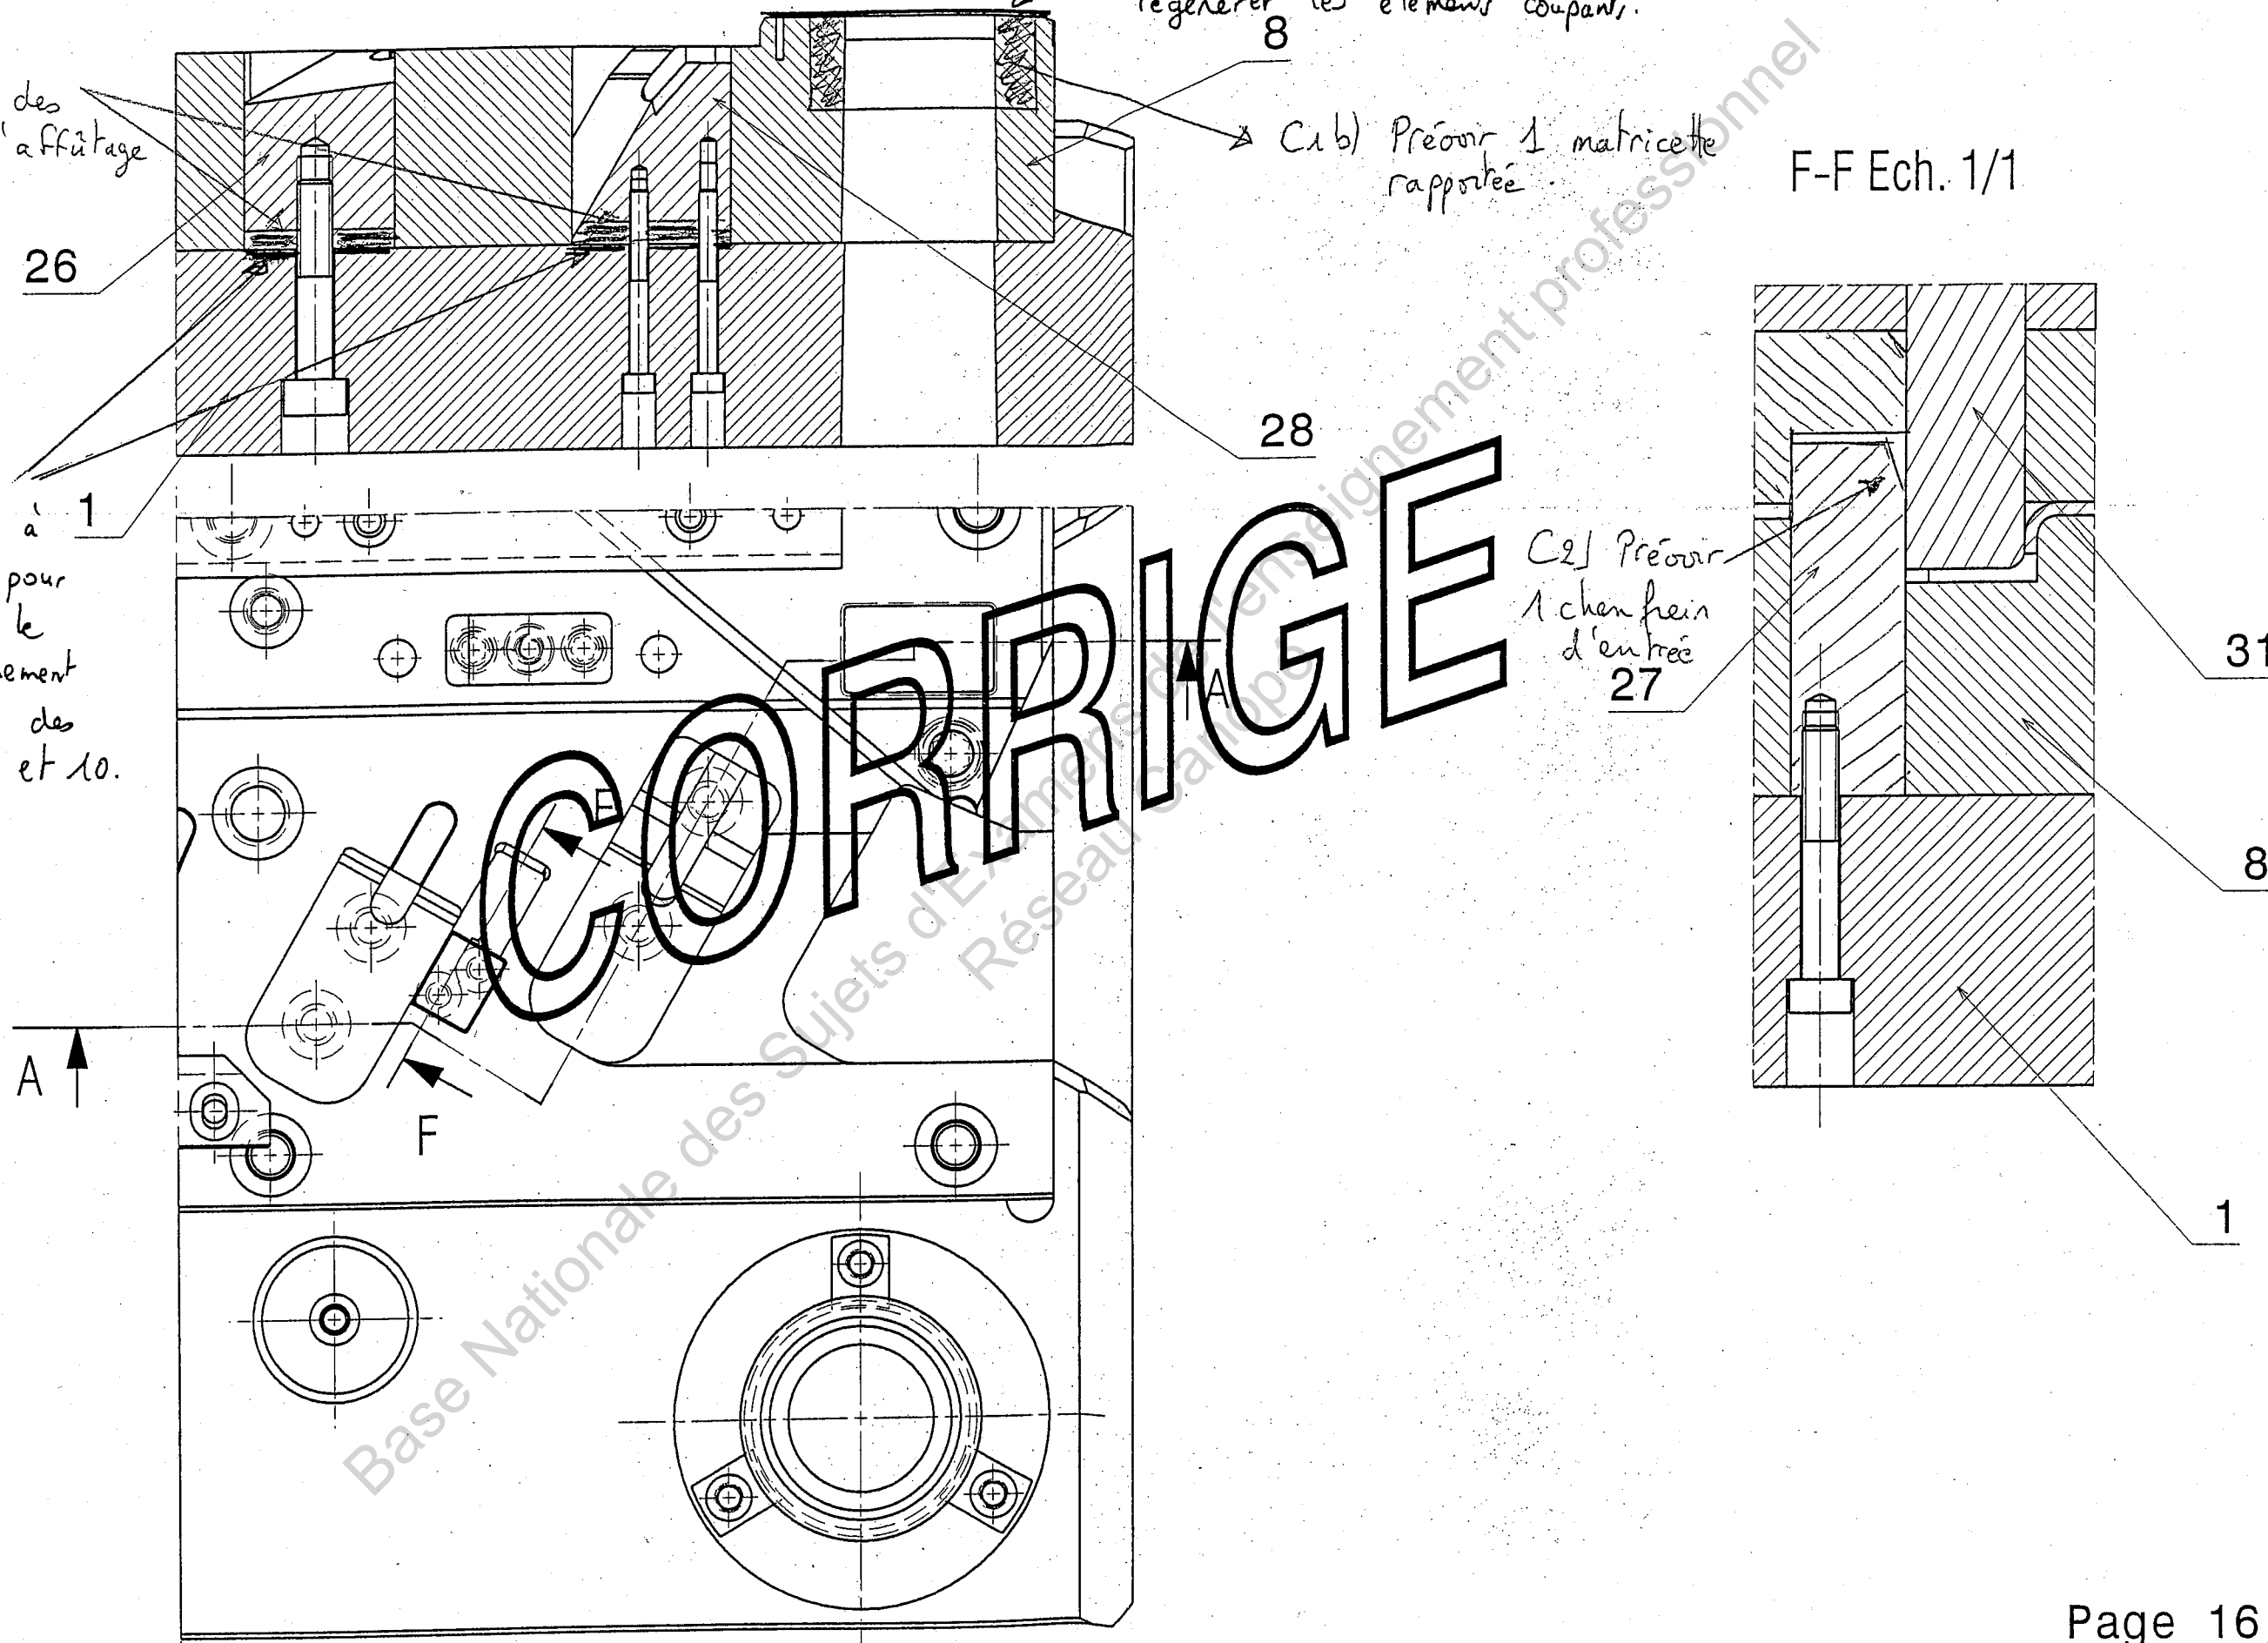 régénérer les éléments coupants.
8
des
affûtage
C1b) Prévoir 1 matricette
rapportée.
F-F Ech. 1/1
26
28
1
à
pour
le
ement
des
et 10.
C2) Prévoir
1 chanfrein
d'entrée
27
31
8
1
A
A
F
F
CORRIGE
Base Nationale des Sujets d'Examens de l'enseignement professionnel
Réseau Canopé
Page 16